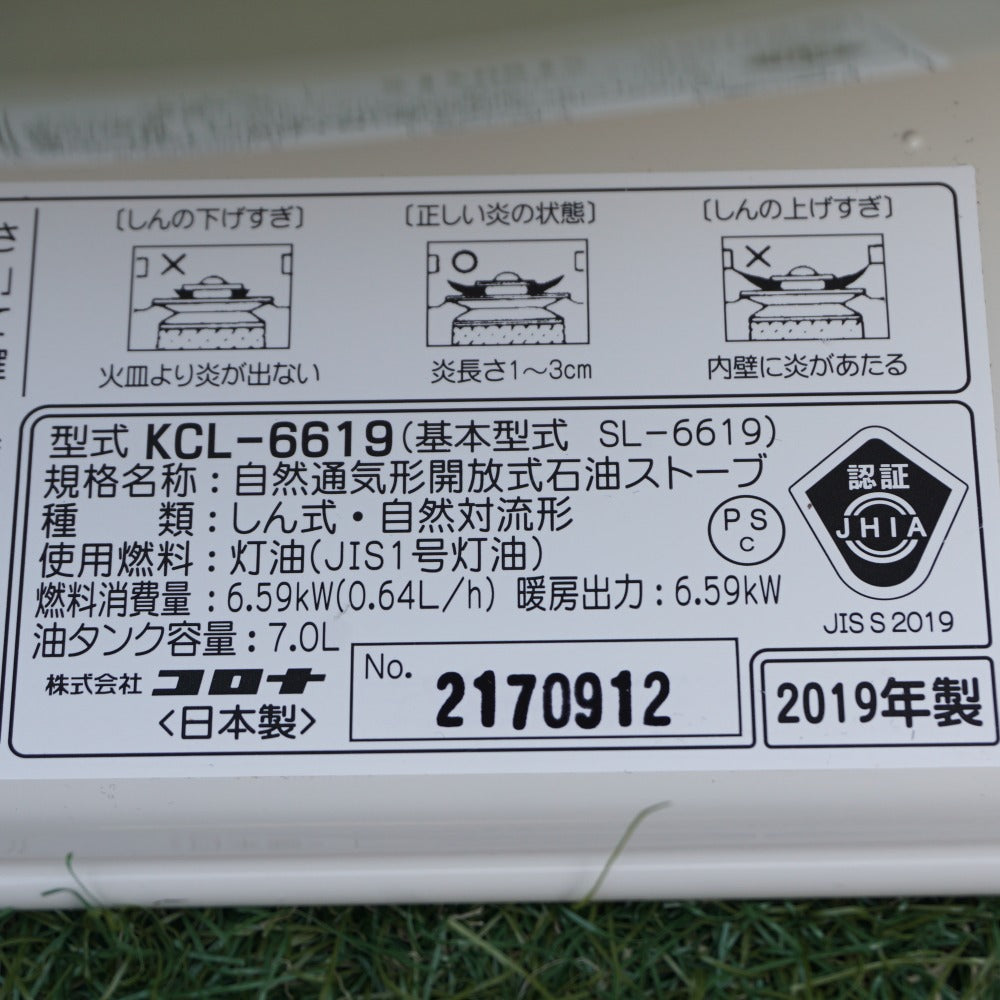 〔しんの下げすぎ〕
〔正しい炎の状態〕
〔しんの上げすぎ〕
火皿より炎が出ない
炎長さ1～3cm
内壁に炎があたる
型式 KCL-6619(基本型式 SL-6619)
規格名称:自然通気形開放式石油ストーブ
種 類:しん式・自然対流形
使用燃料:灯油(JIS1号灯油)
燃料消費量:6.59kW(0.64L/h) 暖房出力:6.59kW
油タンク容量:7.0L
PS
C
認証
JHIA
JIS S 2019
株式会社 コロナ
<日本製>
No. 2170912
2019年製